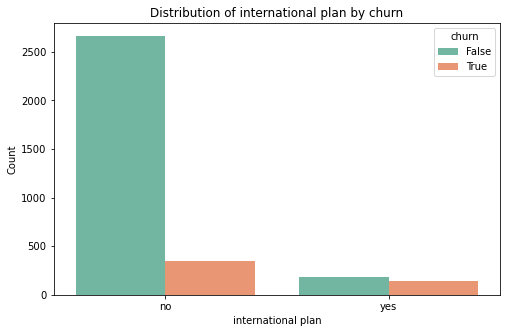 Distribution of international plan by churn
churn
False
True
2500
2000
1500
1000
500
0
Count
no yes
international plan